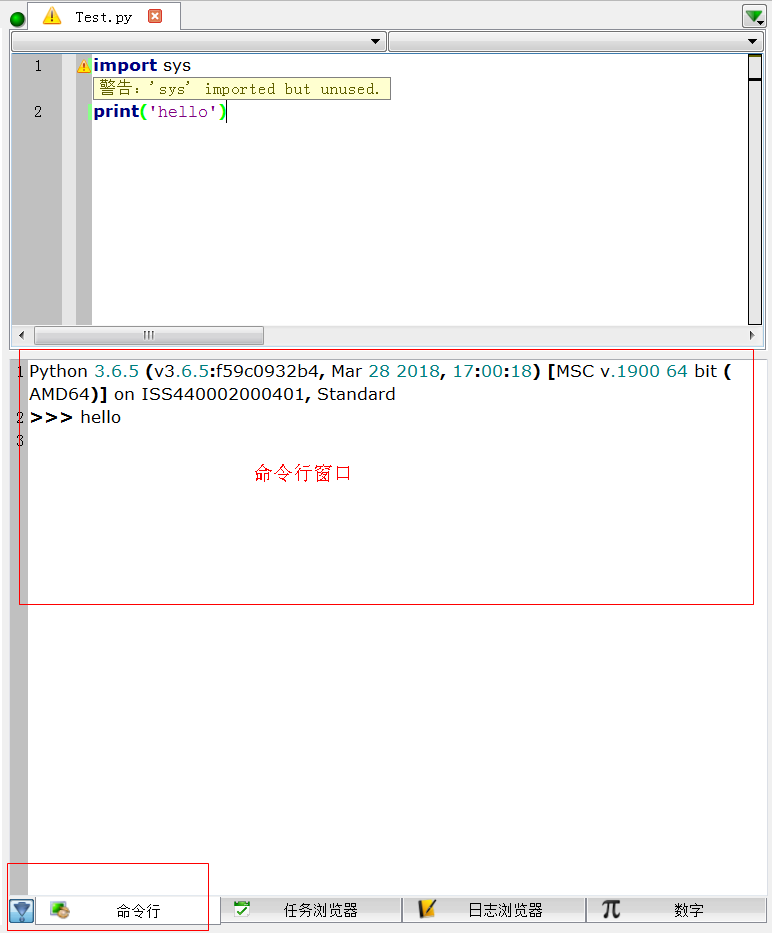 Test.py
1 import sys
警告: 'sys' imported but unused.
2 print('hello')
1 Python 3.6.5 (v3.6.5:f59c0932b4, Mar 28 2018, 17:00:18) [MSC v.1900 64 bit (
AMD64)] on ISS440002000401, Standard
2 >>> hello
3
命令行窗口
命令行 任务浏览器 日志浏览器 数字